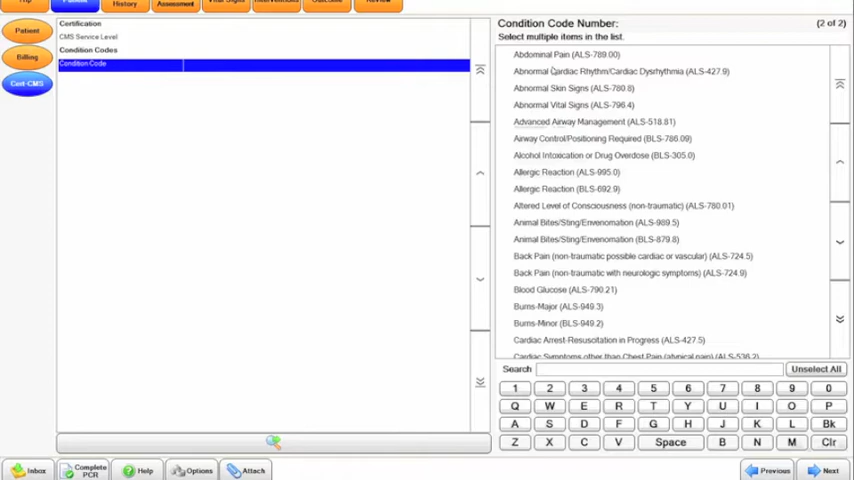 Trip
Patient
History
Assessment
Vital Signs
Interventions
Outcome
Review
Patient
Billing
Cert-CMS
Certification
CMS Service Level
Condition Codes
Condition Code
Condition Code Number:
(2 of 2)
Select multiple items in the list.
Abdominal Pain (ALS-789.00)
Abnormal Cardiac Rhythm/Cardiac Dysrhythmia (ALS-427.9)
Abnormal Skin Signs (ALS-780.8)
Abnormal Vital Signs (ALS-796.4)
Advanced Airway Management (ALS-518.81)
Airway Control/Positioning Required (BLS-786.09)
Alcohol Intoxication or Drug Overdose (BLS-305.0)
Allergic Reaction (ALS-995.0)
Allergic Reaction (BLS-692.9)
Altered Level of Consciousness (non-traumatic) (ALS-780.01)
Animal Bites/Sting/Envenomation (ALS-989.5)
Animal Bites/Sting/Envenomation (BLS-879.8)
Back Pain (non-traumatic possible cardiac or vascular) (ALS-724.5)
Back Pain (non-traumatic with neurologic symptoms) (ALS-724.9)
Blood Glucose (ALS-790.21)
Burns-Major (ALS-949.3)
Burns-Minor (BLS-949.2)
Cardiac Arrest-Resuscitation in Progress (ALS-427.5)
Cardiac Symptoms other than Chest Pain (atypical pain) (ALS-536.2)
Search
Unselect All
1 2 3 4 5 6 7 8 9 0
Q W E R T Y U I O P
A S D F G H J K L Bk
Z X C V Space B N M Clr
Inbox
Complete PCR
Help
Options
Attach
Previous
Next